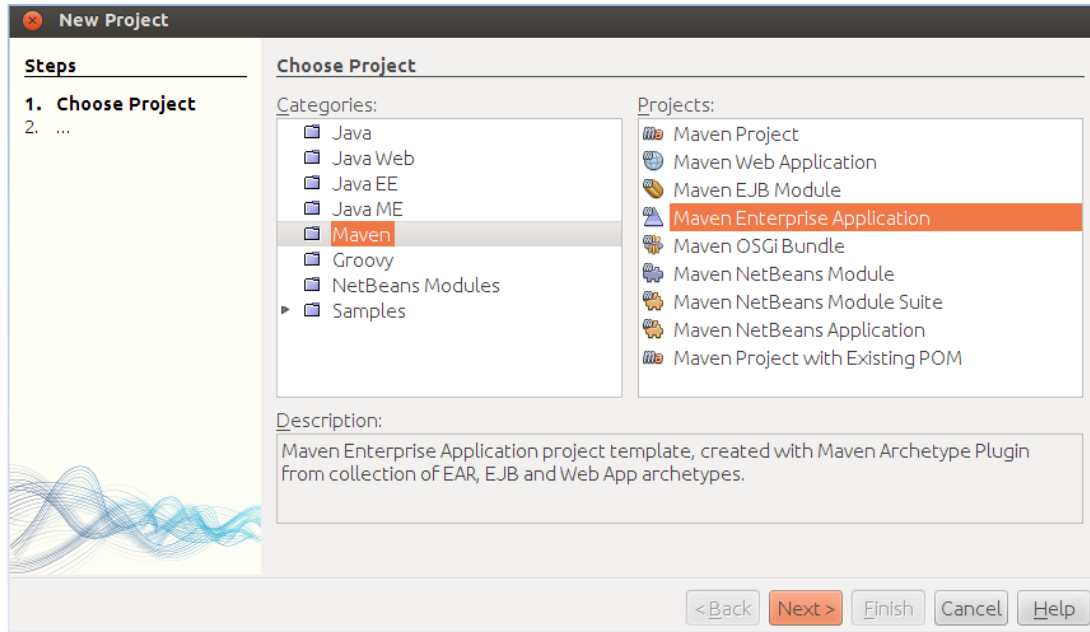 New Project
Steps
1. Choose Project
2. ...
Choose Project
Categories:
Java
Java Web
Java EE
Java ME
Maven
Groovy
NetBeans Modules
Samples
Projects:
Maven Project
Maven Web Application
Maven EJB Module
Maven Enterprise Application
Maven OSGi Bundle
Maven NetBeans Module
Maven NetBeans Module Suite
Maven NetBeans Application
Maven Project with Existing POM
Description:
Maven Enterprise Application project template, created with Maven Archetype Plugin
from collection of EAR, EJB and Web App archetypes.
< Back Next > Finish Cancel Help